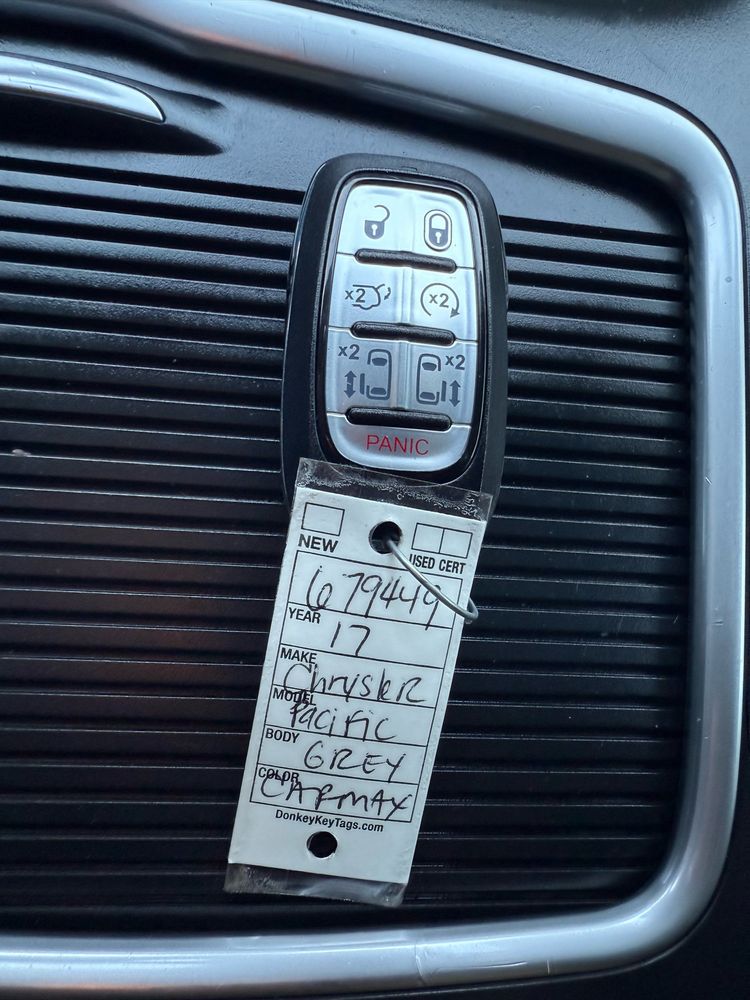 x2 x2
x2 x2
PANIC
NEW USED CERT
679449
YEAR 17
MAKE Chrysler
MODEL Pacific
BODY GREY
COLOR CARMAX
DonkeyKeyTags.com